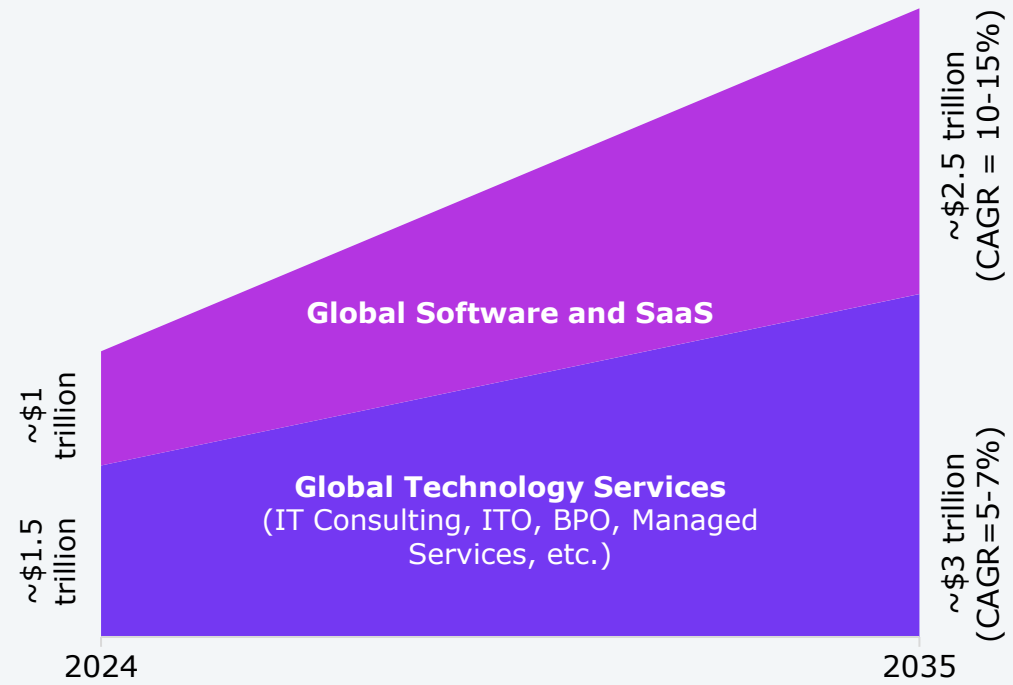 ~$2.5 trillion
(CAGR = 10-15%)
Global Software and SaaS
~$1
trillion
Global Technology Services
(IT Consulting, ITO, BPO, Managed
Services, etc.)
~$1.5
trillion
~$3 trillion
(CAGR=5-7%)
2024
2035